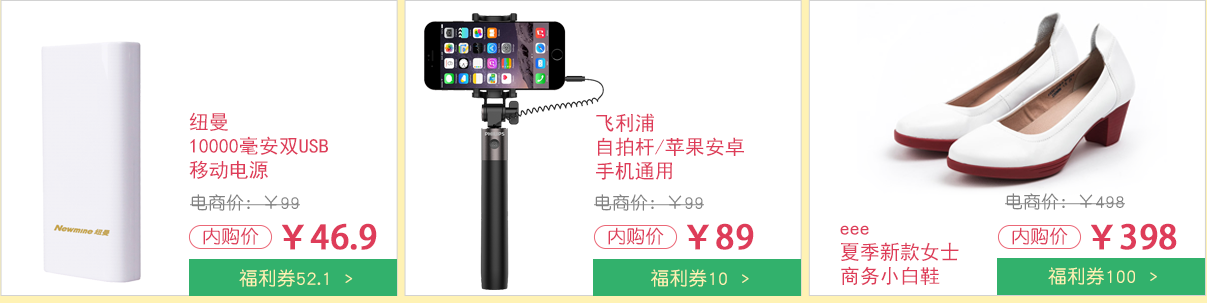 纽曼
10000毫安双USB
移动电源
电商价：￥99
内购价 ￥46.9
福利券52.1 >
Newmine 纽曼
飞利浦
自拍杆/苹果安卓
手机通用
电商价：￥99
内购价 ￥89
福利券10 >
PHILIPS
eee
夏季新款女士
商务小白鞋
电商价：￥498
内购价 ￥398
福利券100 >